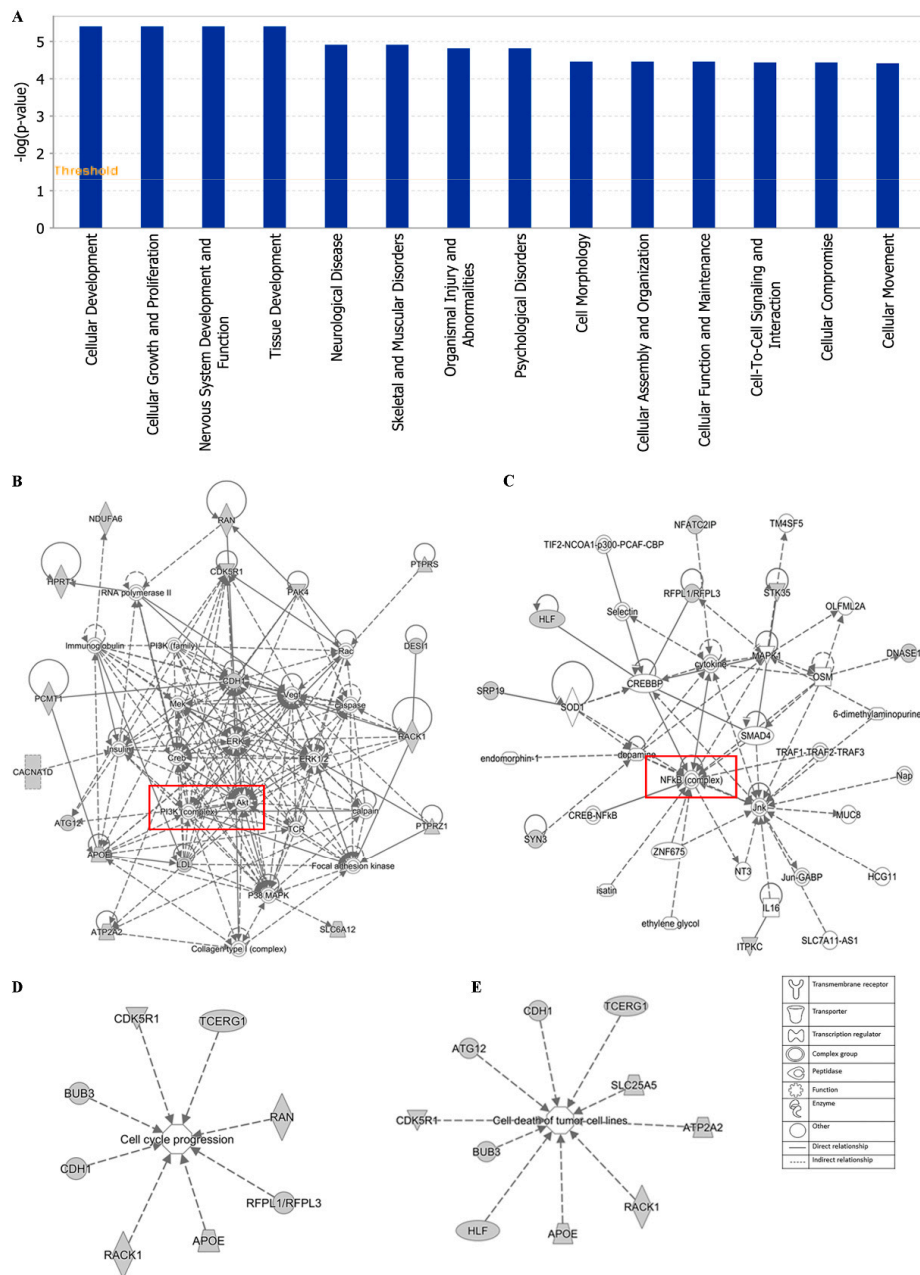 A
-log(p-value)
5
4
3
2
1
0
Threshold
Cellular Development
Cellular Growth and Proliferation
Nervous System Development and
Function
Tissue Development
Neurological Disease
Skeletal and Muscular Disorders
Organismal Injury and
Abnormalities
Psychological Disorders
Cell Morphology
Cellular Assembly and Organization
Cellular Function and Maintenance
Cell-To-Cell Signaling and
Interaction
Cellular Compromise
Cellular Movement
B
NDUFA6
RAN
HPRT1
RNA polymerase II
CDK5R1
PAK4
PTPRS
Immunoglobulin
PI3K (family)
Rac
DESI1
CDH1
PCMT1
Mek
Vegf
caspase
RACK1
Insulin
ERK
Creb
ERK1/2
CACNA1D
PI3K (complex)
Akt
calpain
ATG12
TCR
PTPRZ1
APOE
LDL
Focal adhesion kinase
P38 MAPK
ATP2A2
SLC6A12
Collagen type I (complex)
C
NFATC2IP
TM4SF5
TIF2-NCOA1-p300-PCAF-CBP
RFPL1/RFPL3
STK35
HLF
Selectin
OLFML2A
cytokine
MAPK1
DNASE1
CREBBP
OSM
SRP19
SOD1
6-dimethylaminopurine
SMAD4
endomorphin-1
dopamine
TRAF1-TRAF2-TRAF3
NFkB (complex)
Nap
Jnk
CREB-NFkB
MUC8
SYN3
ZNF675
NT3
Jun-GABP
HCG11
isatin
IL16
ethylene glycol
ITPKC
SLC7A11-AS1
D
CDK5R1
TCERG1
BUB3
RAN
Cell cycle progression
CDH1
RFPL1/RFPL3
RACK1
APOE
E
CDH1
TCERG1
ATG12
SLC25A5
CDK5R1
Cell death of tumor cell lines
ATP2A2
BUB3
RACK1
HLF
APOE
Transmembrane receptor
Transporter
Transcription regulator
Complex group
Peptidase
Function
Enzyme
Other
Direct relationship
Indirect relationship